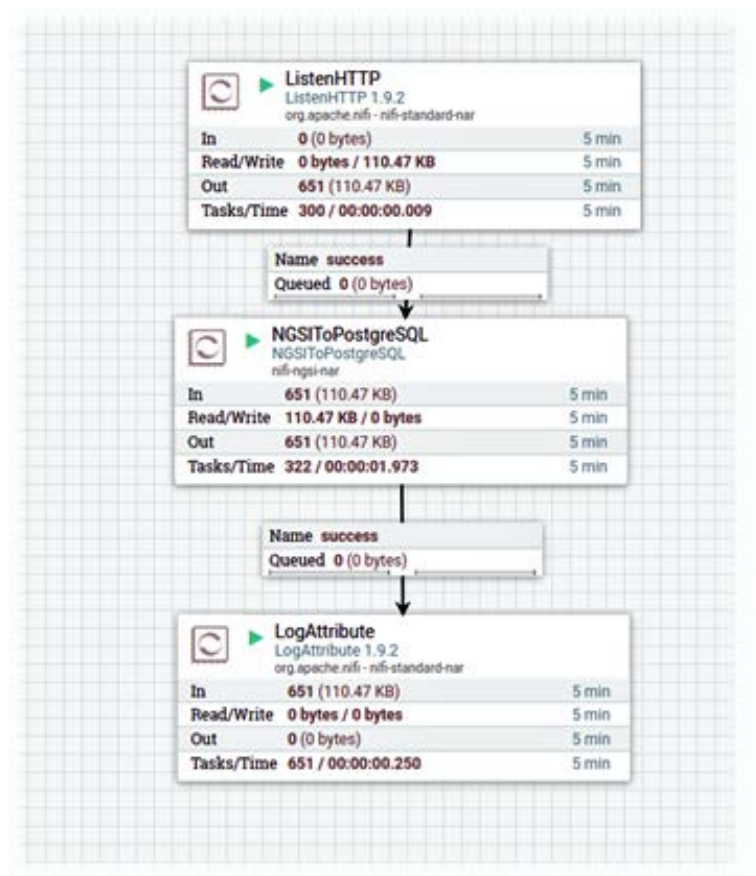 ListenHTTP
ListenHTTP 1.9.2
org.apache.nifi - nifi-standard-nar
In 0 (0 bytes) 5 min
Read/Write 0 bytes / 110.47 KB 5 min
Out 651 (110.47 KB) 5 min
Tasks/Time 300 / 00:00:00.009 5 min
Name success
Queued 0 (0 bytes)
NGSIToPostgreSQL
NGSIToPostgreSQL
nifi-ngsi-nar
In 651 (110.47 KB) 5 min
Read/Write 110.47 KB / 0 bytes 5 min
Out 651 (110.47 KB) 5 min
Tasks/Time 322 / 00:00:01.973 5 min
Name success
Queued 0 (0 bytes)
LogAttribute
LogAttribute 1.9.2
org.apache.nifi - nifi-standard-nar
In 651 (110.47 KB) 5 min
Read/Write 0 bytes / 0 bytes 5 min
Out 0 (0 bytes) 5 min
Tasks/Time 651 / 00:00:00.250 5 min